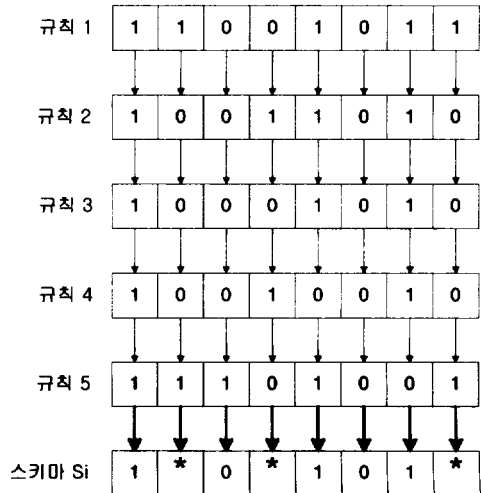 규칙 1 1 1 0 0 1 0 1 1
규칙 2 1 0 0 1 1 0 1 0
규칙 3 1 0 0 0 1 0 1 0
규칙 4 1 0 0 1 0 0 1 0
규칙 5 1 1 1 0 1 0 0 1
스키마 Si 1 * 0 * 1 0 1 *